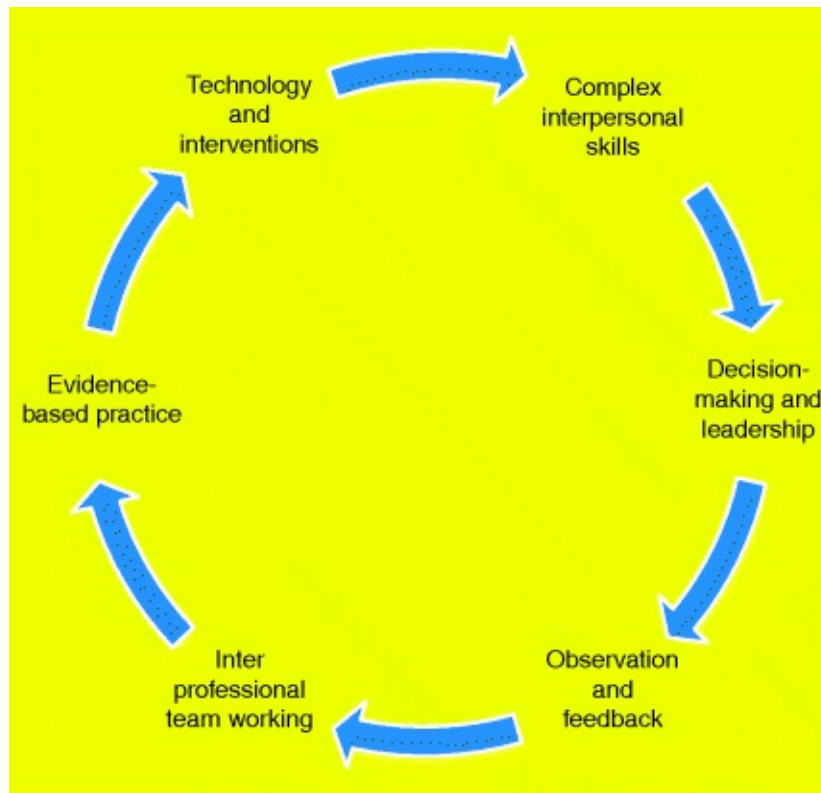 Technology
and
interventions
Complex
interpersonal
skills
Decision-
making and
leadership
Observation
and
feedback
Inter
professional
team working
Evidence-
based practice